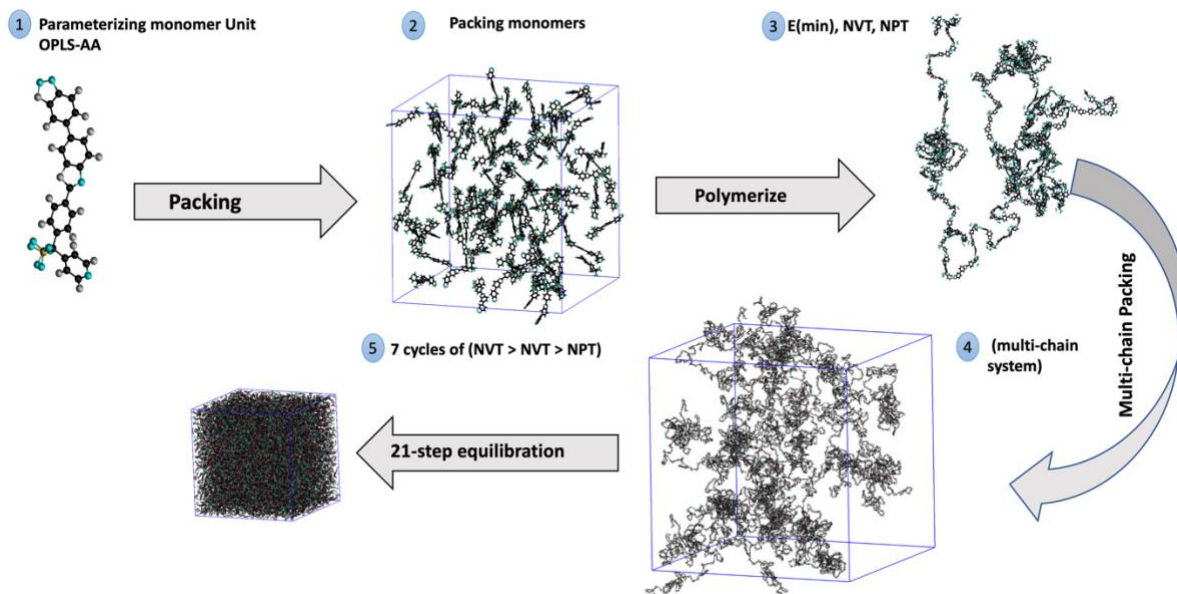 1 Parameterizing monomer Unit
OPLS-AA
2 Packing monomers
3 E(min), NVT, NPT
Packing
Polymerize
Multi-chain Packing
4 (multi-chain
system)
5 7 cycles of (NVT > NVT > NPT)
21-step equilibration